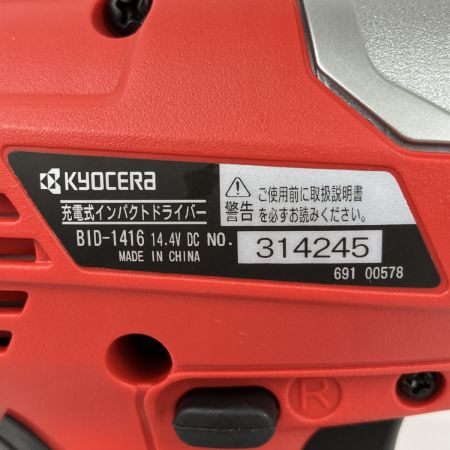 KYOCERA
充電式インパクトドライバー
BID-1416 14.4V DC NO. 314245
MADE IN CHINA
警告 ご使用前に取扱説明書
を必ずお読みください。
691 00578
R